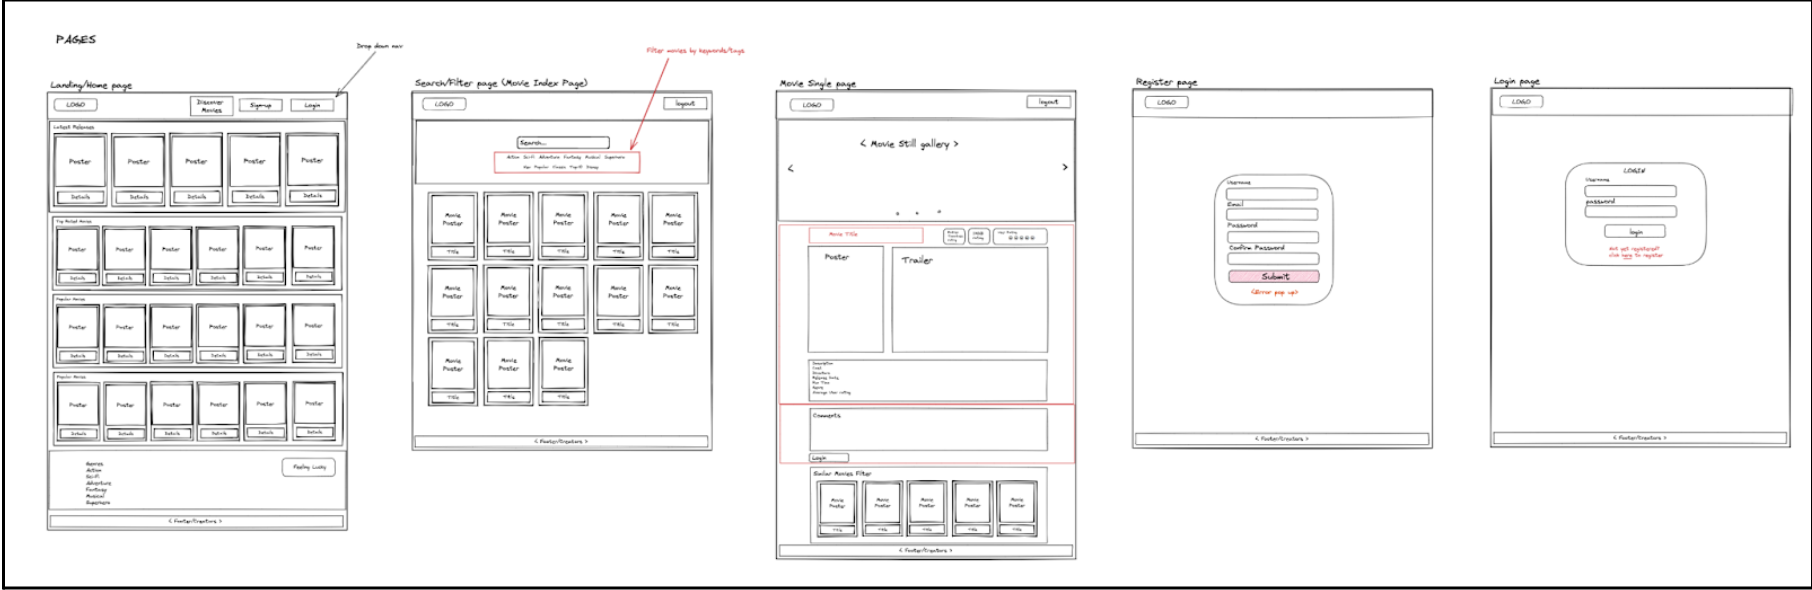 PAGES
Drop down nav
Filter movies by keywords/tags
Landing/Home page
LOGO
Discover Movies
Sign-up
Login
Latest Releases
Poster
Poster
Poster
Poster
Poster
Details
Details
Details
Details
Details
Top Rated Movies
Poster
Poster
Poster
Poster
Poster
Poster
Details
Details
Details
Details
Details
Details
Popular Movies
Poster
Poster
Poster
Poster
Poster
Poster
Details
Details
Details
Details
Details
Details
Popular Movies
Poster
Poster
Poster
Poster
Poster
Poster
Details
Details
Details
Details
Details
Details
Genres
Action
Sci-Fi
Adventure
Fantasy
Musical
Superhero
Feeling Lucky
< Footer/Creators >
Search/Filter page (Movie Index Page)
LOGO
logout
Search...
Action Sci-Fi Adventure Fantasy Musical Superhero
Movie Poster
Movie Poster
Movie Poster
Movie Poster
Movie Poster
Title
Title
Title
Title
Title
Movie Poster
Movie Poster
Movie Poster
Movie Poster
Movie Poster
Title
Title
Title
Title
Title
Movie Poster
Movie Poster
Movie Poster
Title
Title
Title
< Footer/Creators >
Movie Single page
LOGO
logout
< Movie Still gallery >
<
>
Movie Title
Poster
Trailer
Description
Cast
Directors
Release Date
Run Time
Genre
Average User rating
Comments
Login
Similar Movies Filter
Movie Poster
Movie Poster
Movie Poster
Movie Poster
Movie Poster
Title
Title
Title
Title
Title
< Footer/Creators >
Register page
LOGO
Username
Email
Password
Confirm Password
Submit
<Error pop up>
< Footer/Creators >
Login page
LOGO
LOGIN
Username
password
login
Not yet registered?
click here to register
< Footer/Creators >